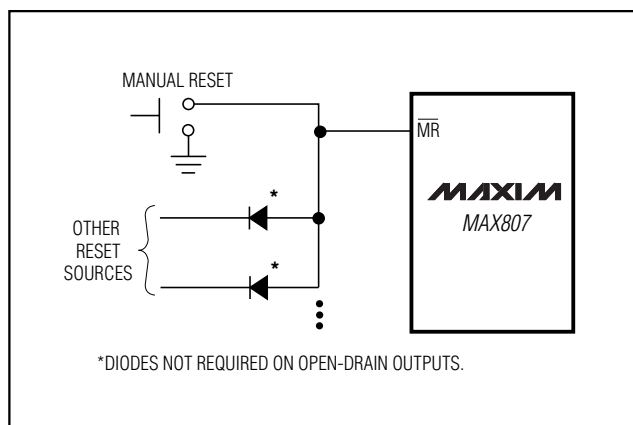 MANUAL RESET
MR
MAXIM
MAX807
*
OTHER
RESET
SOURCES
*
*DIODES NOT REQUIRED ON OPEN-DRAIN OUTPUTS.